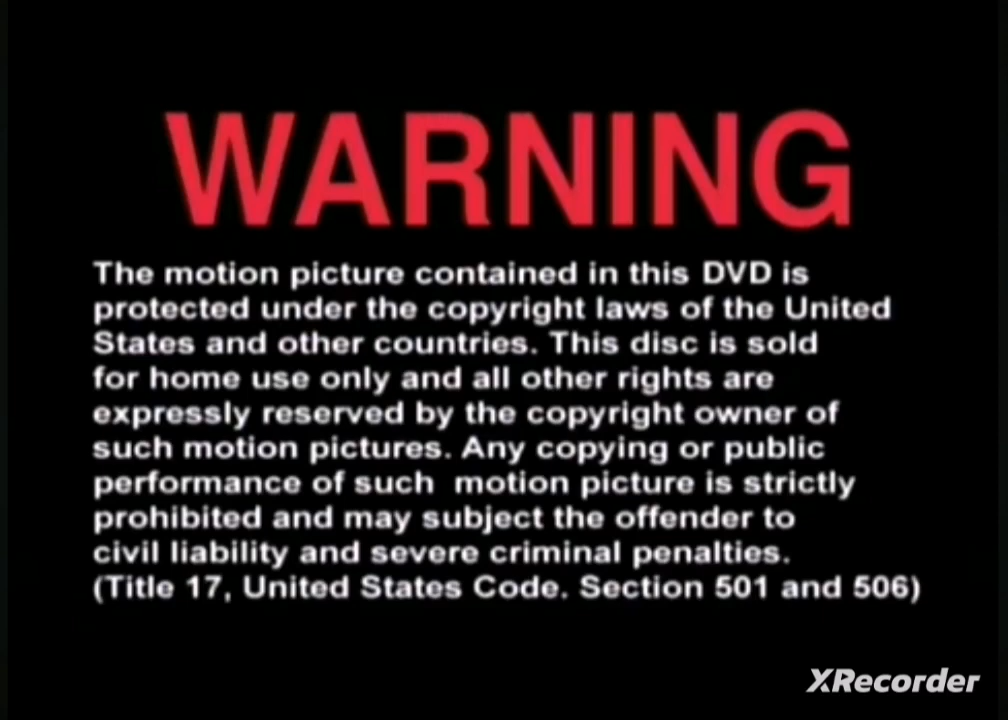 WARNING
The motion picture contained in this DVD is
protected under the copyright laws of the United
States and other countries. This disc is sold
for home use only and all other rights are
expressly reserved by the copyright owner of
such motion pictures. Any copying or public
performance of such  motion picture is strictly
prohibited and may subject the offender to
civil liability and severe criminal penalties.
(Title 17, United States Code. Section 501 and 506)
XRecorder